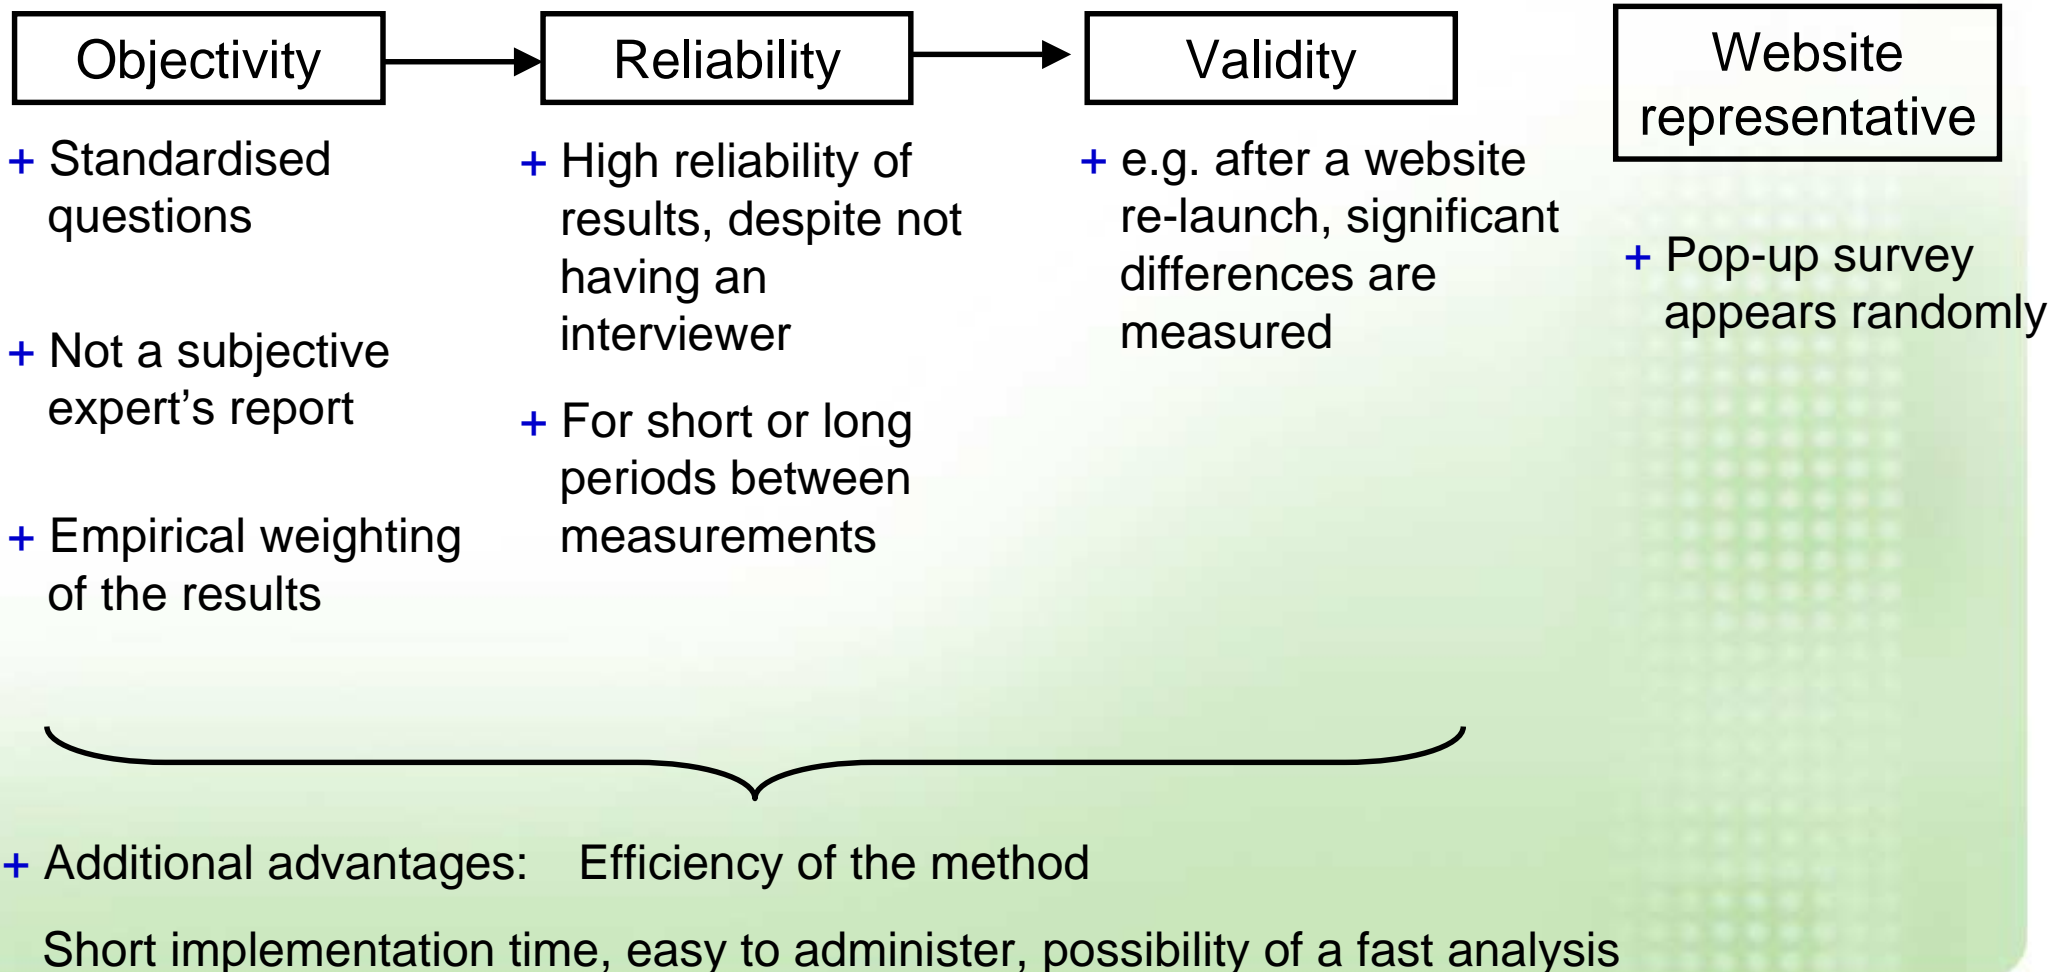 Objectivity
Reliability
Validity
Website
representative
+ Standardised
questions
+ Not a subjective
expert’s report
+ Empirical weighting
of the results
+ High reliability of
results, despite not
having an
interviewer
+ For short or long
periods between
measurements
+ e.g. after a website
re-launch, significant
differences are
measured
+ Pop-up survey
appears randomly
+ Additional advantages: Efficiency of the method
Short implementation time, easy to administer, possibility of a fast analysis